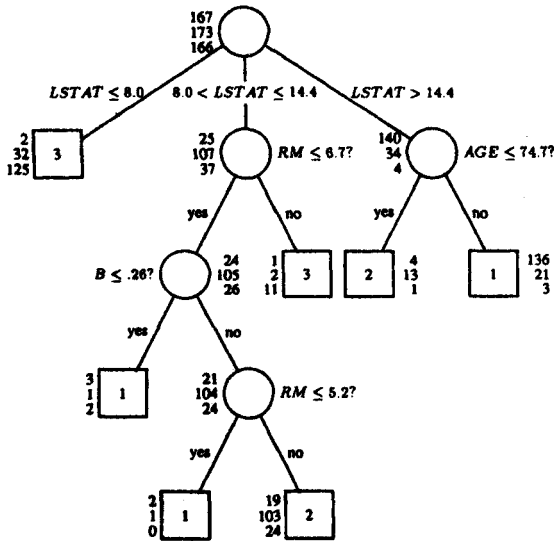 167
173
166
LSTAT ≤ 8.0
8.0 < LSTAT ≤ 14.4
LSTAT > 14.4
2
32
125
3
25
107
37
RM ≤ 6.7?
140
34
4
AGE ≤ 74.7?
yes
no
yes
no
B ≤ .26?
24
105
26
1
2
11
3
2
4
13
1
1
136
21
3
yes
no
3
1
2
1
21
104
24
RM ≤ 5.2?
yes
no
2
1
0
1
19
103
24
2